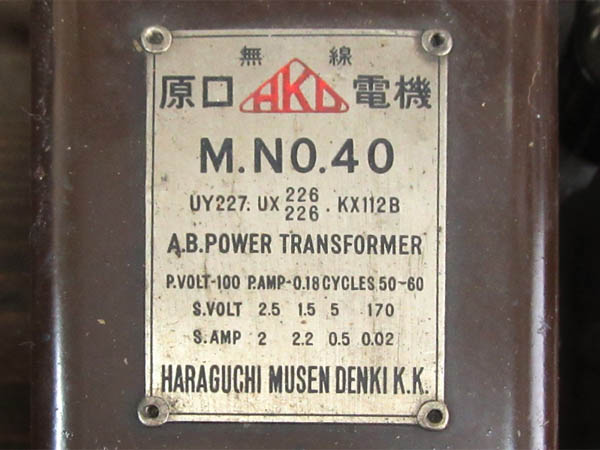 無線
原口 AKD 電機
M.NO.40
UY227. UX 226/226 . KX112B
A.B.POWER TRANSFORMER
P.VOLT-100 P.AMP-0.18 CYCLES 50~60
S.VOLT 2.5 1.5 5 170
S.AMP 2 2.2 0.5 0.02
HARAGUCHI MUSEN DENKI K.K.